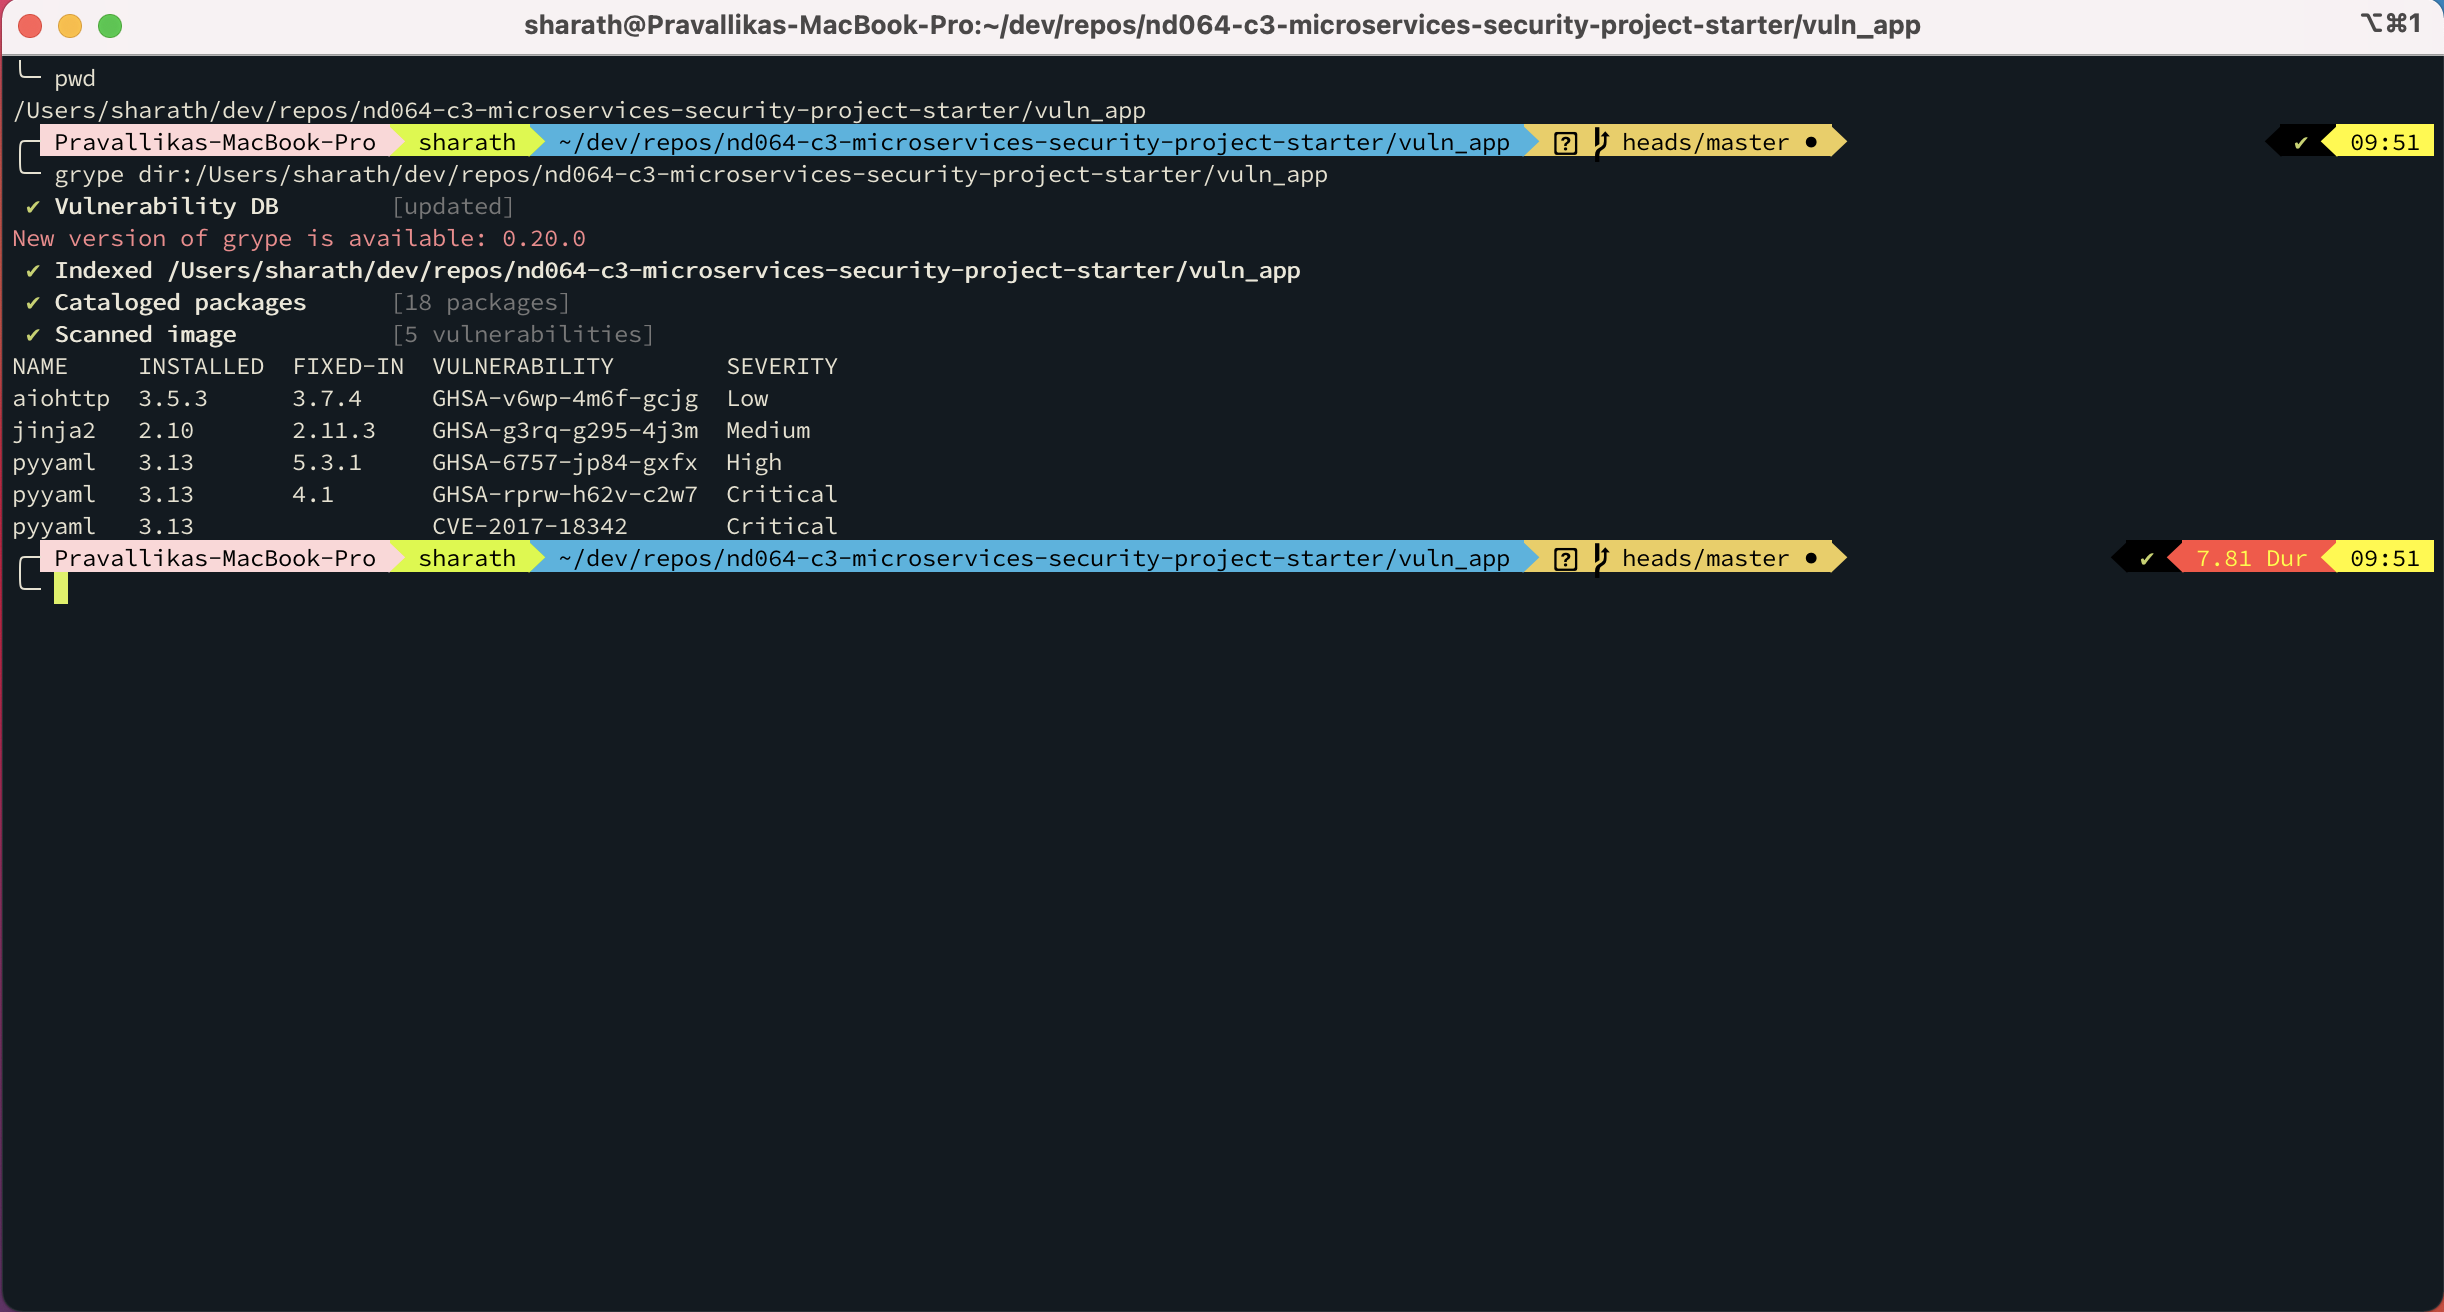 sharath@Pravallikas-MacBook-Pro:~/dev/repos/nd064-c3-microservices-security-project-starter/vuln_app ⌥⌘1
pwd
/Users/sharath/dev/repos/nd064-c3-microservices-security-project-starter/vuln_app
Pravallikas-MacBook-Pro sharath ~/dev/repos/nd064-c3-microservices-security-project-starter/vuln_app ? heads/master ● ✔ 09:51
grype dir:/Users/sharath/dev/repos/nd064-c3-microservices-security-project-starter/vuln_app
✔ Vulnerability DB [updated]
New version of grype is available: 0.20.0
✔ Indexed /Users/sharath/dev/repos/nd064-c3-microservices-security-project-starter/vuln_app
✔ Cataloged packages [18 packages]
✔ Scanned image [5 vulnerabilities]
NAME INSTALLED FIXED-IN VULNERABILITY SEVERITY
aiohttp 3.5.3 3.7.4 GHSA-v6wp-4m6f-gcjg Low
jinja2 2.10 2.11.3 GHSA-g3rq-g295-4j3m Medium
pyyaml 3.13 5.3.1 GHSA-6757-jp84-gxfx High
pyyaml 3.13 4.1 GHSA-rprw-h62v-c2w7 Critical
pyyaml 3.13 CVE-2017-18342 Critical
Pravallikas-MacBook-Pro sharath ~/dev/repos/nd064-c3-microservices-security-project-starter/vuln_app ? heads/master ● ✔ 7.81 Dur 09:51